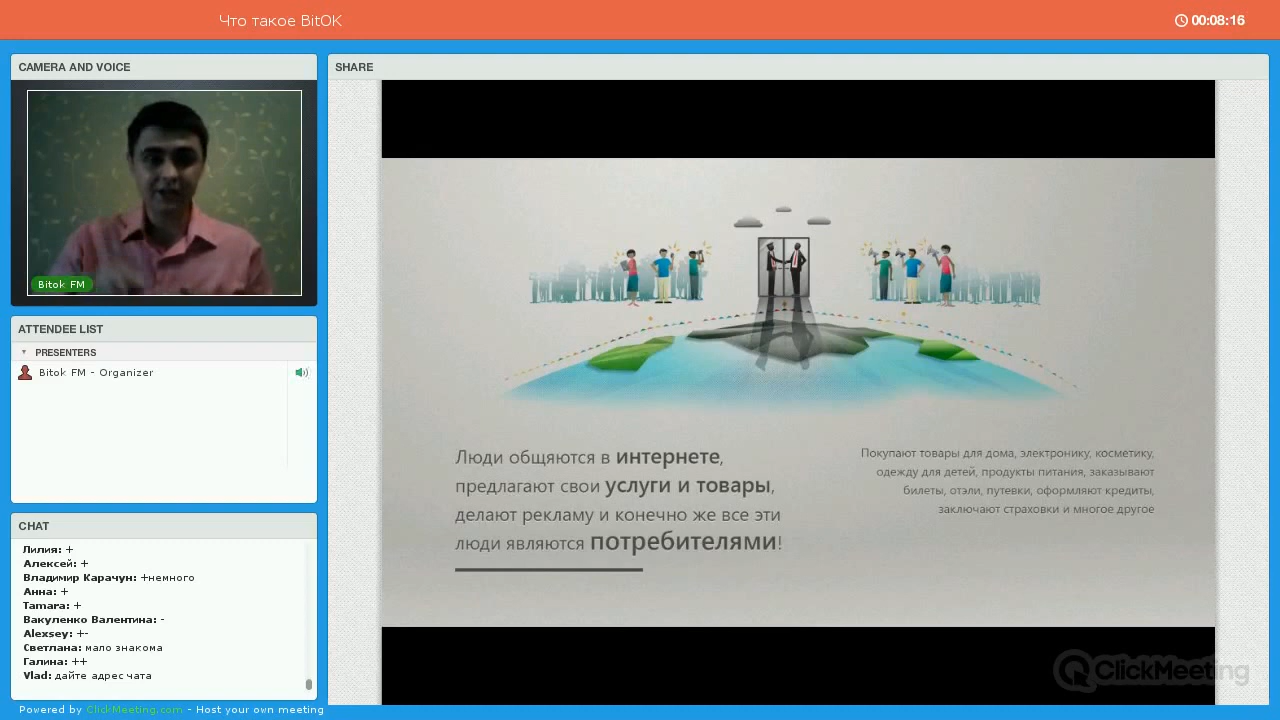 Что такое BitOK
00:08:16
CAMERA AND VOICE
Bitok FM
ATTENDEE LIST
PRESENTERS
Bitok FM - Organizer
CHAT
Лилия: +
Алексей: +
Владимир Карачун: +немного
Анна: +
Tamara: +
Вакуленко Валентина: -
Alexsey: +-
Светлана: мало знакома
Галина: ++
Vlad: дайте адрес чата
Powered by ClickMeeting.com - Host your own meeting
SHARE
Люди общяются в интернете,
предлагают свои услуги и товары,
делают рекламу и конечно же все эти
люди являются потребителями!
Покупают товары для дома, электронику, косметику,
одежду для детей, продукты питания, заказывают
билеты, отэли, путевки, оформляют кредиты,
заключают страховки и многое другое
ClickMeeting